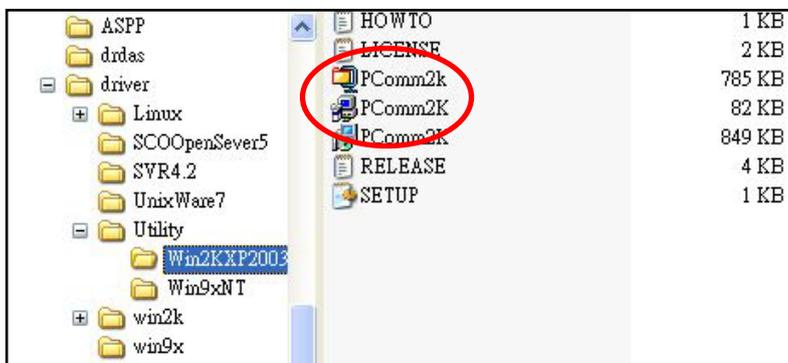 ASPP
drdas
driver
Linux
SCOOpenSever5
SVR4.2
UnixWare7
Utility
Win2KXP2003
Win9xNT
win2k
win9x
HOWTO 1 KB
LICENSE 2 KB
PComm2k 785 KB
PComm2K 82 KB
PComm2K 849 KB
RELEASE 4 KB
SETUP 1 KB